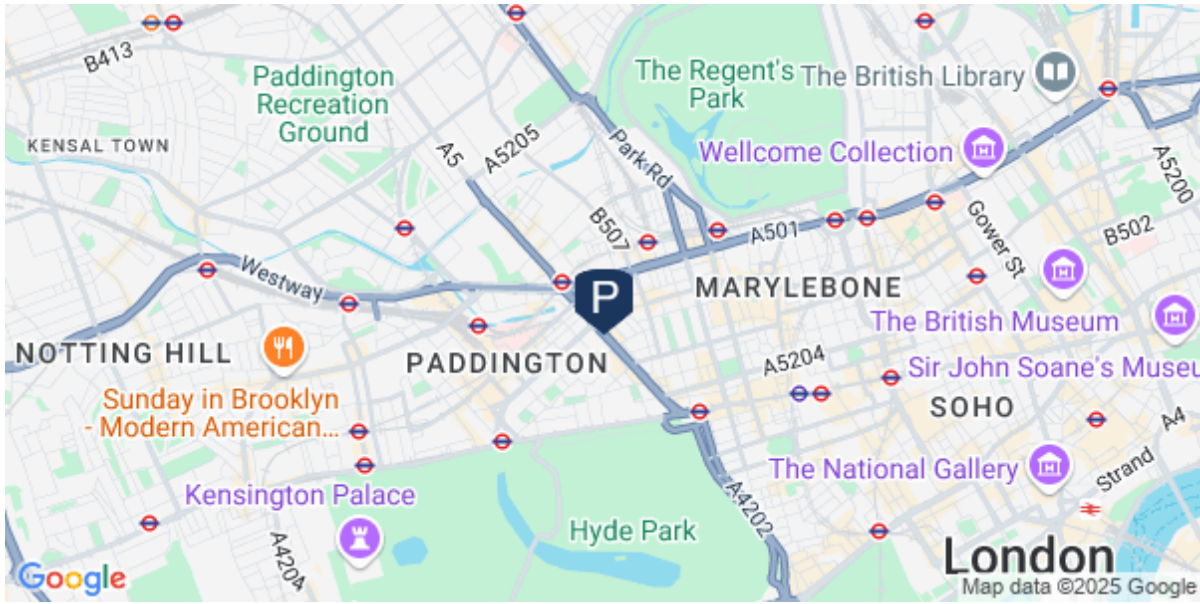 B413
Paddington
Recreation
Ground
The Regent's
Park
The British Library
KENSAL TOWN
A5
A5205
Park Rd
Wellcome Collection
A5200
B507
A501
Gower St
B502
Westway
MARYLEBONE
P
The British Museum
NOTTING HILL
PADDINGTON
A5204
Sir John Soane's Museu
Sunday in Brooklyn
- Modern American...
SOHO
A4
Kensington Palace
The National Gallery
Strand
A4202
Hyde Park
A4204
London
Google
Map data ©2025 Google